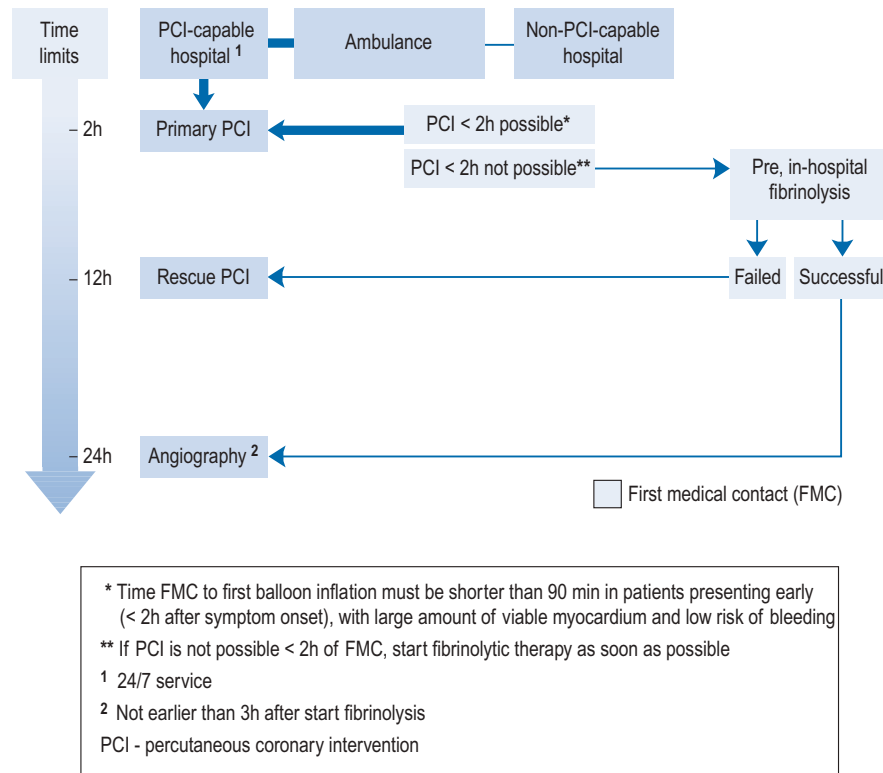 Time
limits
PCI-capable
hospital 1
Ambulance
Non-PCI-capable
hospital
– 2h
Primary PCI
PCI < 2h possible*
PCI < 2h not possible**
Pre, in-hospital
fibrinolysis
– 12h
Rescue PCI
Failed
Successful
– 24h
Angiography 2
First medical contact (FMC)
* Time FMC to first balloon inflation must be shorter than 90 min in patients presenting early
(< 2h after symptom onset), with large amount of viable myocardium and low risk of bleeding
** If PCI is not possible < 2h of FMC, start fibrinolytic therapy as soon as possible
1 24/7 service
2 Not earlier than 3h after start fibrinolysis
PCI - percutaneous coronary intervention